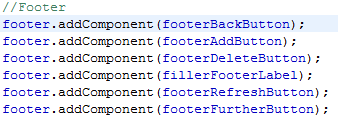 //Footer
footer.addComponent(footerBackButton);
footer.addComponent(footerAddButton);
footer.addComponent(footerDeleteButton);
footer.addComponent(fillerFooterLabel);
footer.addComponent(footerRefreshButton);
footer.addComponent(footerFurtherButton);